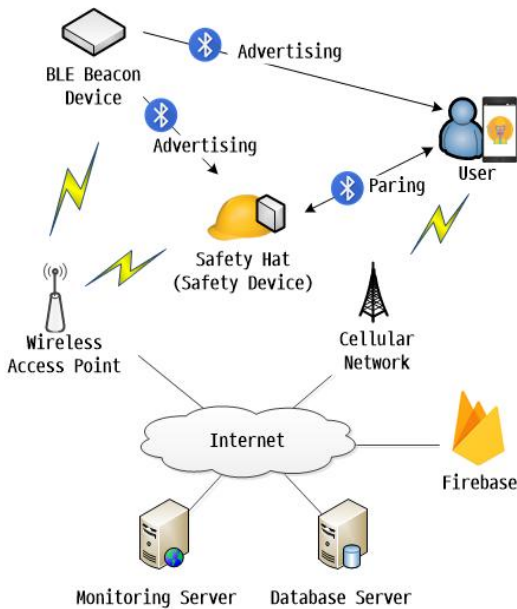 Advertising
BLE Beacon
Device
Advertising
Paring
User
Safety Hat
(Safety Device)
Wireless
Access Point
Cellular
Network
Internet
Firebase
Monitoring Server
Database Server